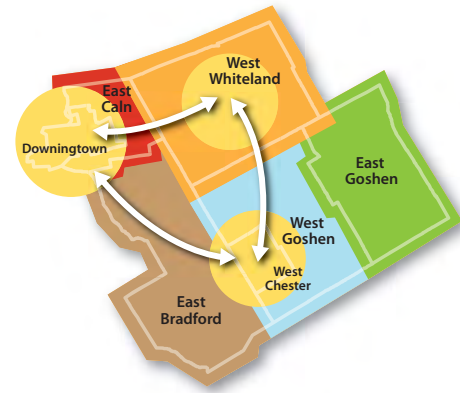 West
Whiteland
East
Caln
Downingtown
East
Goshen
West
Goshen
West
Chester
East
Bradford